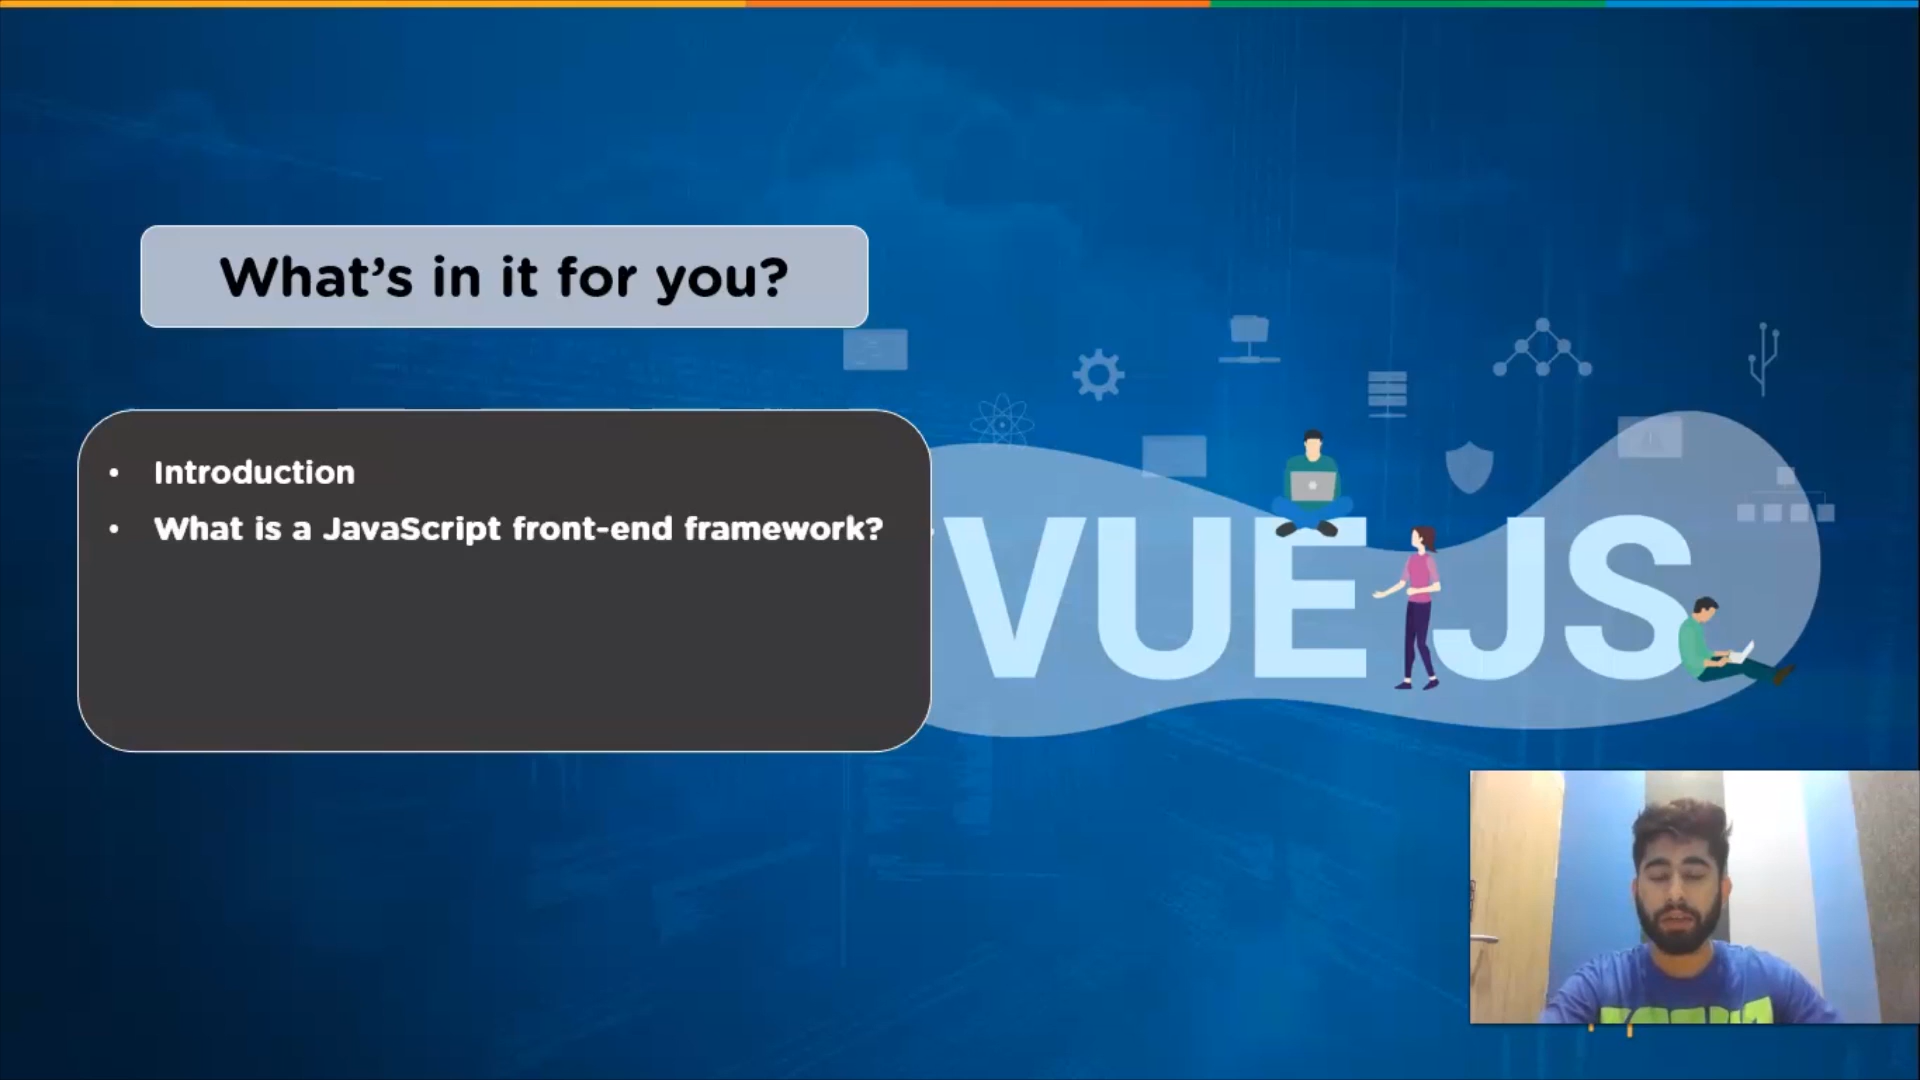 What’s in it for you?
• Introduction
• What is a JavaScript front-end framework?
VUE JS